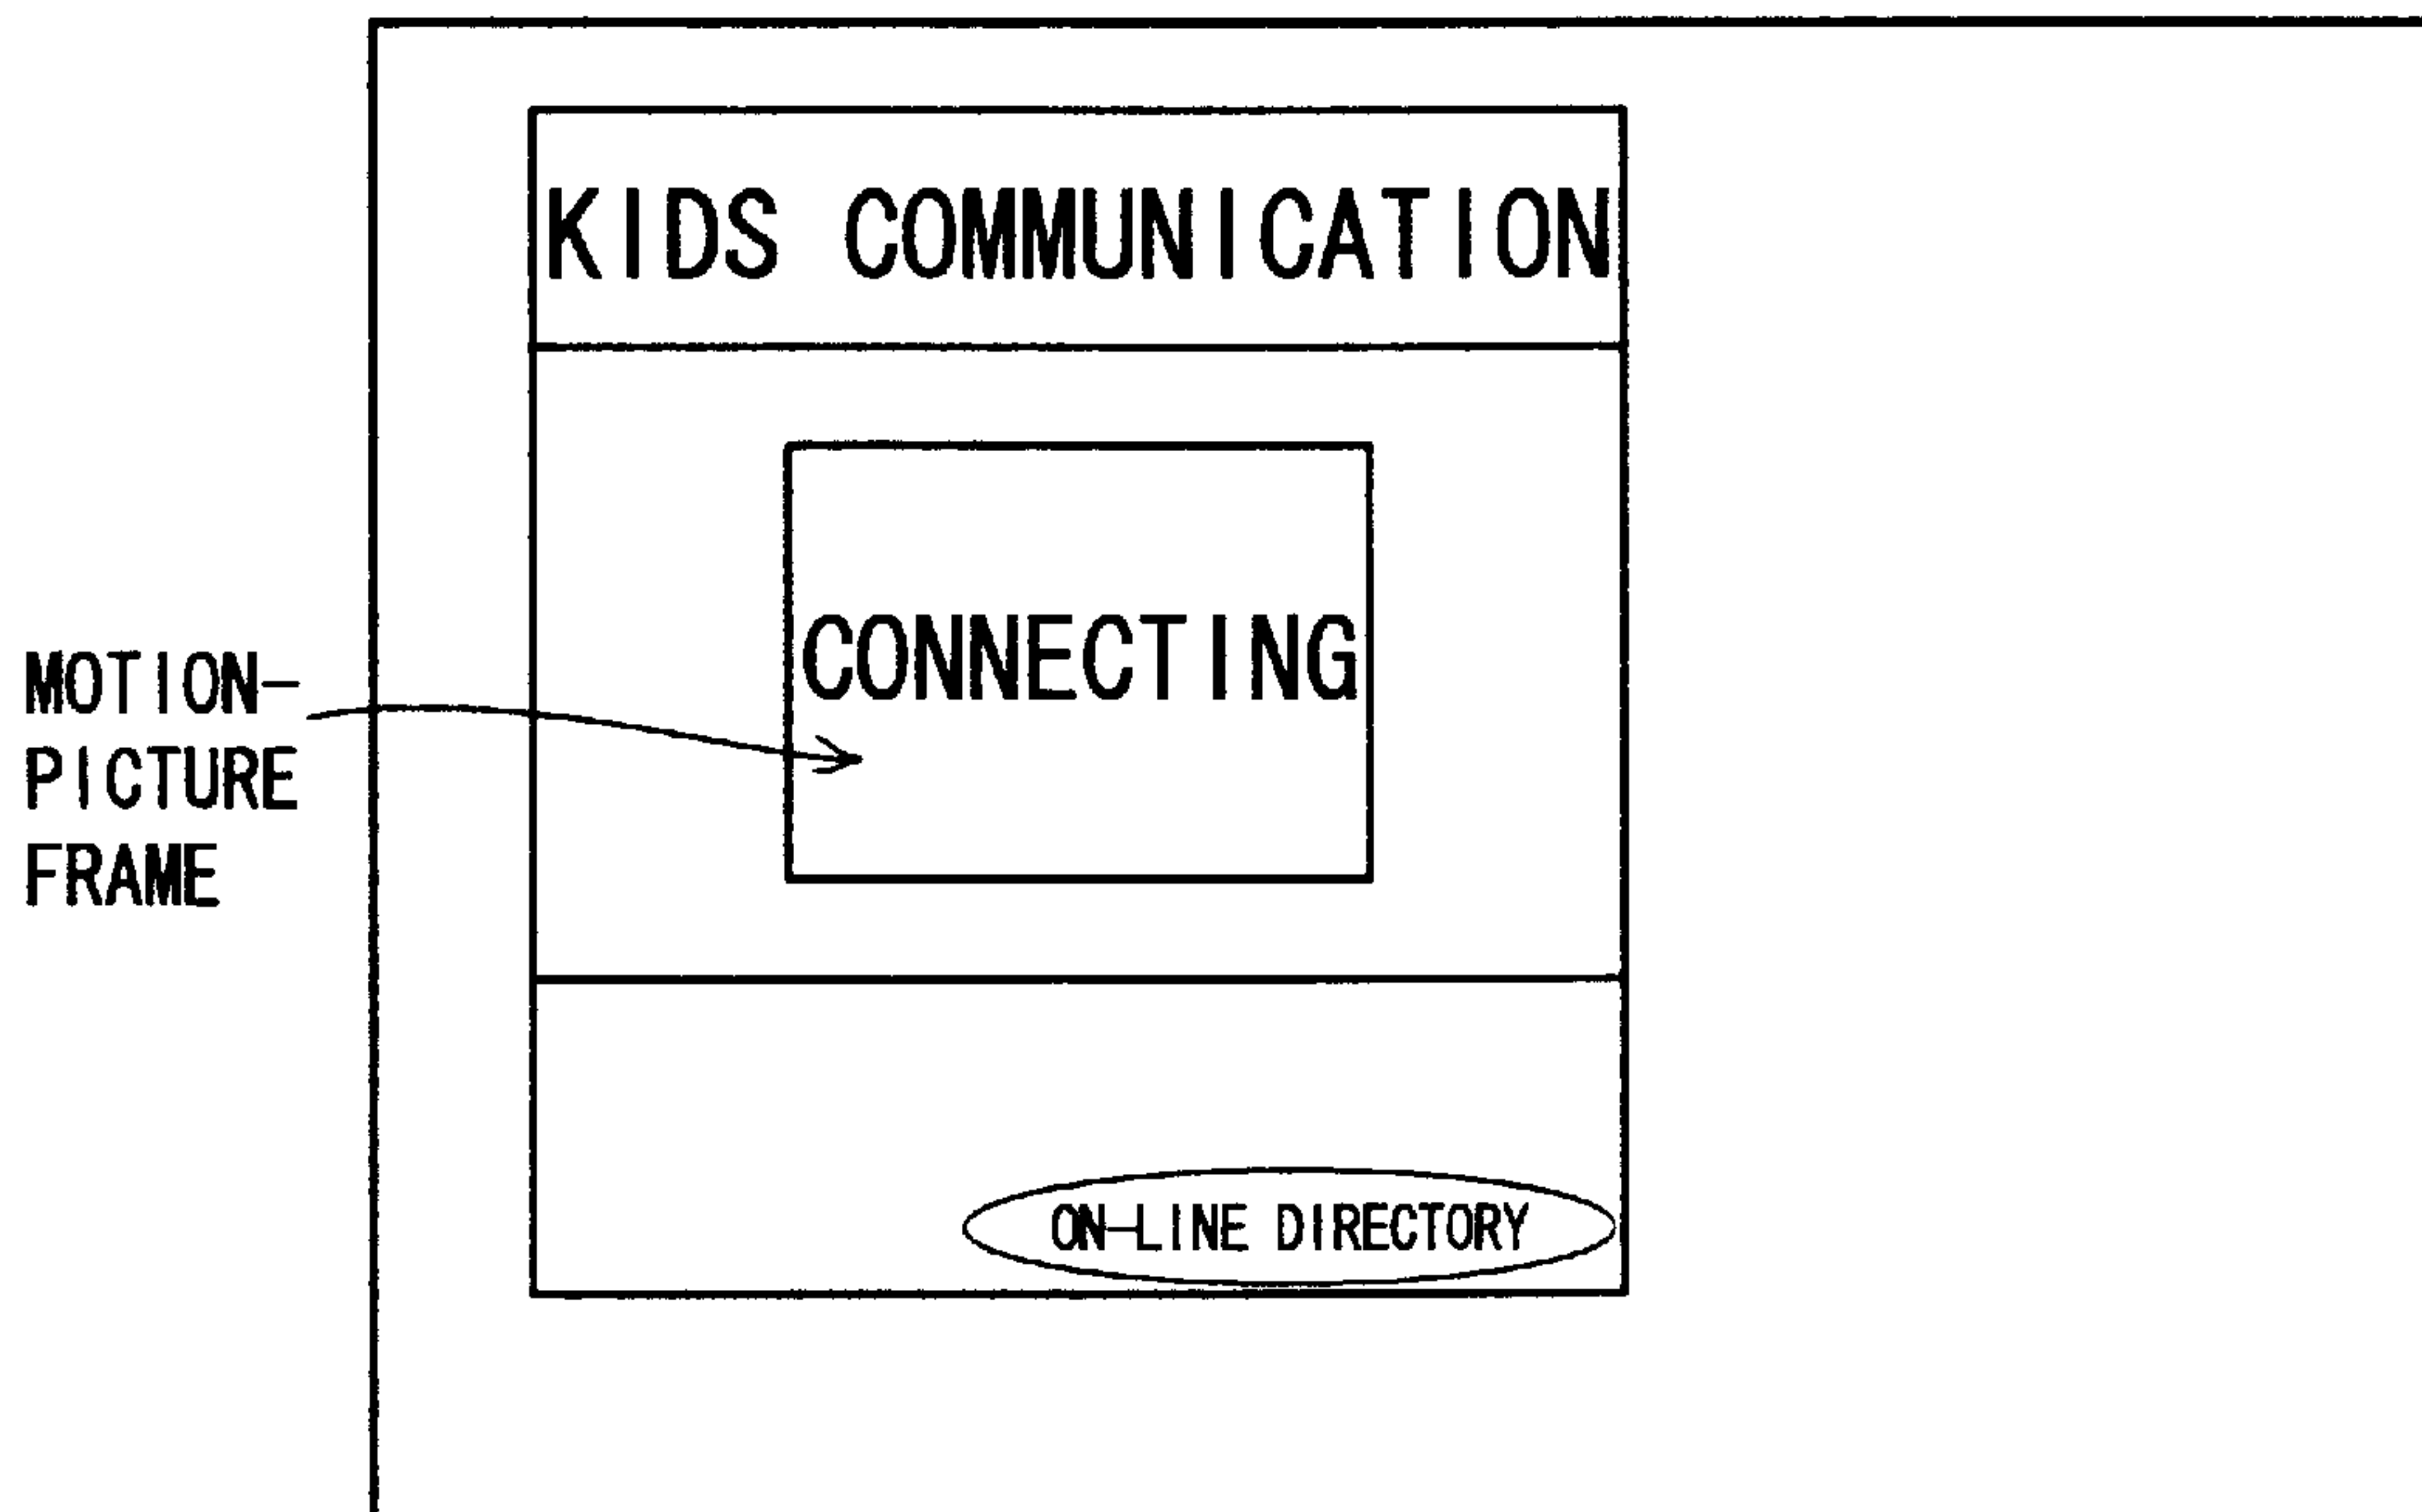 KIDS COMMUNICATION
CONNECTING
MOTION-
PICTURE
FRAME
ON-LINE DIRECTORY